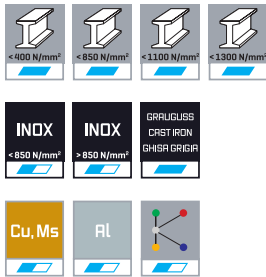 <400 N/mm²
<850 N/mm²
<1100 N/mm²
<1300 N/mm²
INOX
<850 N/mm²
INOX
>850 N/mm²
GRAUGUSS
CAST IRON
GHISA GRIGIA
Cu, Ms
Al